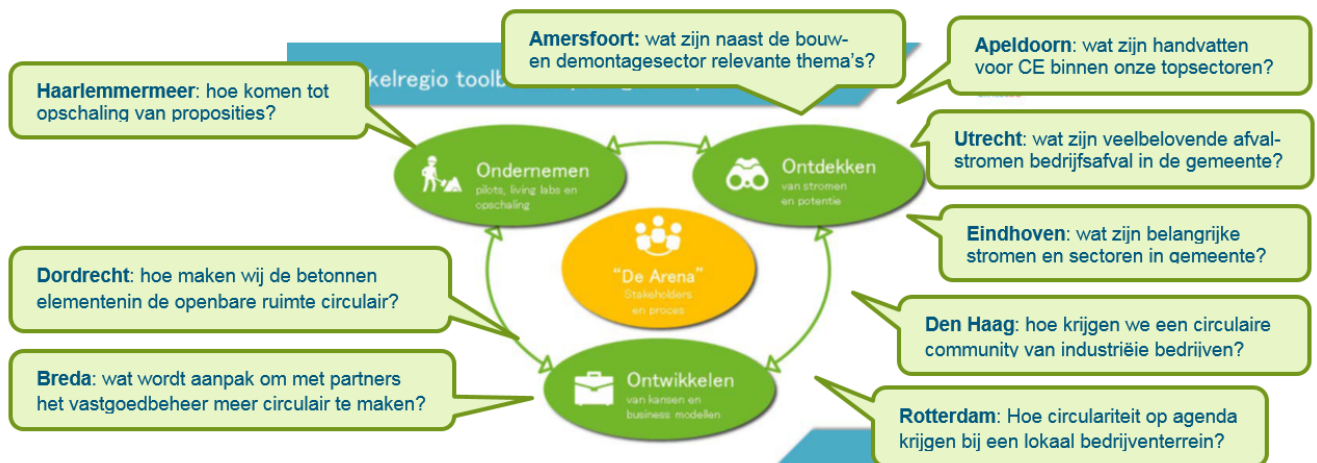 Amersfoort: wat zijn naast de bouw-
en demontagesector relevante thema's?
Apeldoorn: wat zijn handvatten
voor CE binnen onze topsectoren?
Haarlemmermeer: hoe komen tot
opschaling van proposities?
kelregio toolb
Utrecht: wat zijn veelbelovende afval-
stromen bedrijfsafval in de gemeente?
Ondernemen
pilots, living labs en
opschaling
Ontdekken
van stromen
en potentie
Eindhoven: wat zijn belangrijke
stromen en sectoren in gemeente?
"De Arena"
Stakeholders
en proces
Dordrecht: hoe maken wij de betonnen
elementenin de openbare ruimte circulair?
Den Haag: hoe krijgen we een circulaire
community van industriëie bedrijven?
Breda: wat wordt aanpak om met partners
het vastgoedbeheer meer circulair te maken?
Ontwikkelen
van kansen en
business modellen
Rotterdam: Hoe circulariteit op agenda
krijgen bij een lokaal bedrijventerrein?